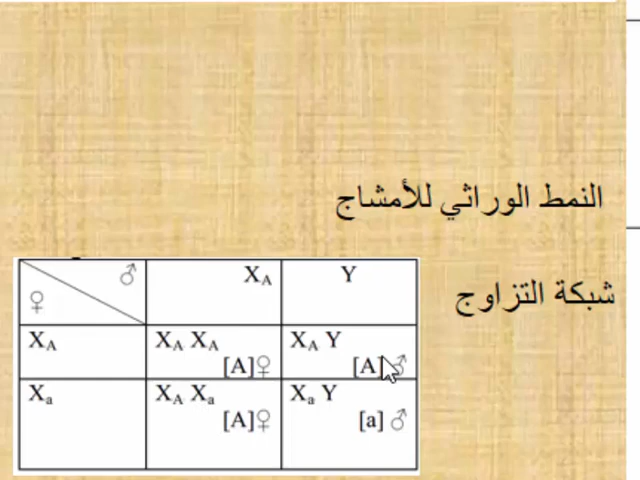 النمط الوراثي للأمشاج
شبكة التزاوج
♂ X_A Y
♀
X_A X_A X_A X_A Y
[A]♀ [A]♂
X_a X_A X_a X_a Y
[A]♀ [a] ♂